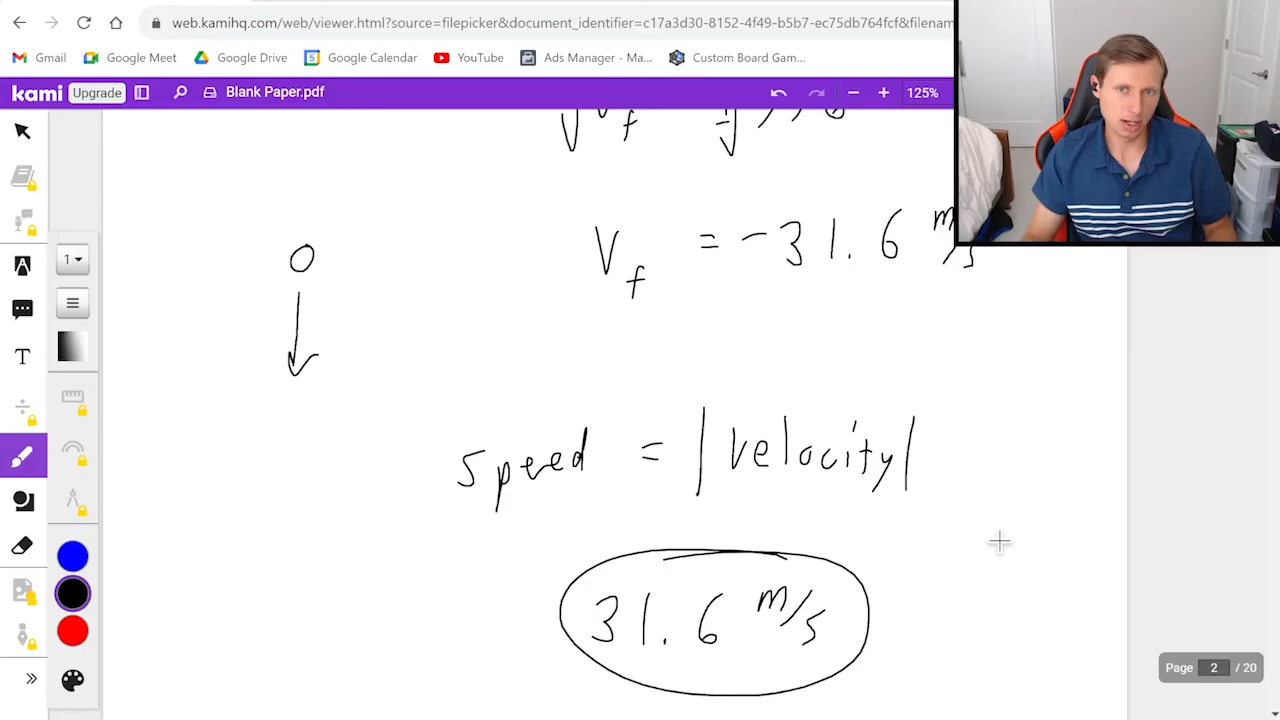 web.kamihq.com/web/viewer.html?source=filepicker&document_identifier=c17a3d30-8152-4f49-b5b7-ec75db764fcf&filenam
Gmail Google Meet Google Drive 5 Google Calendar YouTube Ads Manager - Ma... Custom Board Gam...
kami Upgrade Blank Paper.pdf 125%
V_f = -31.6 m/s
O
1
T
speed = |velocity|
31.6 m/s
Page 2 / 20